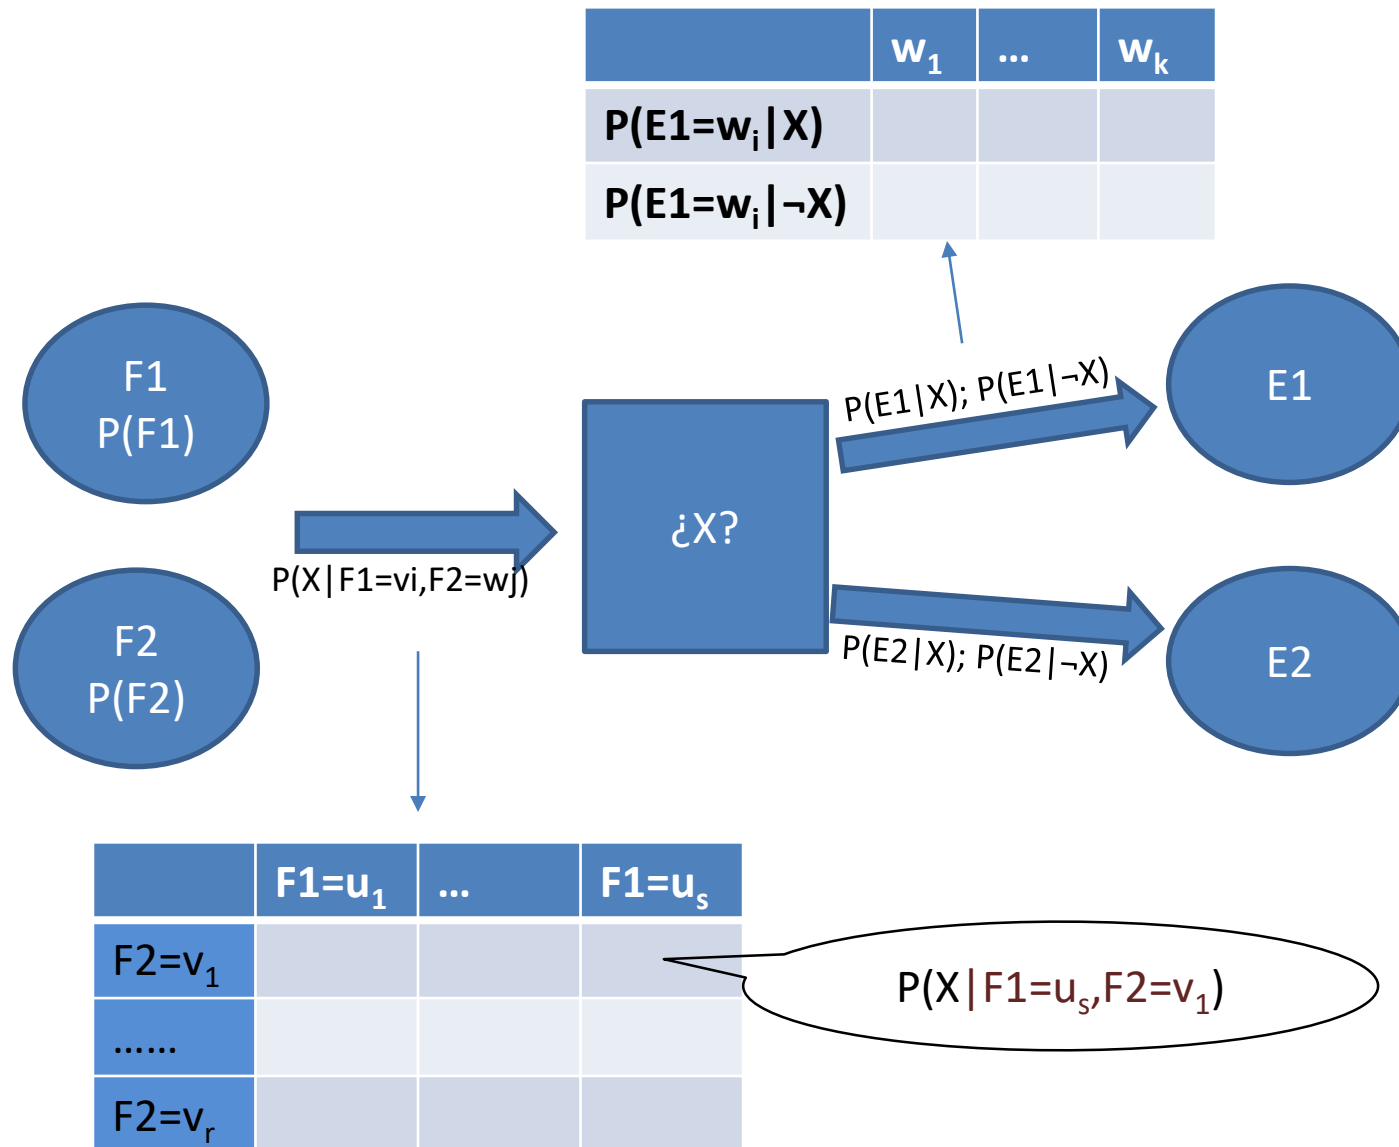 w₁ … wₖ
P(E1=wᵢ|X)
P(E1=wᵢ|¬X)
F1
P(F1)
P(E1|X); P(E1|¬X)
E1
¿X?
P(X|F1=vi,F2=wj)
F2
P(F2)
P(E2|X); P(E2|¬X)
E2
F1=u₁ … F1=uₛ
F2=v₁
P(X|F1=uₛ,F2=v₁)
……
F2=vᵣ